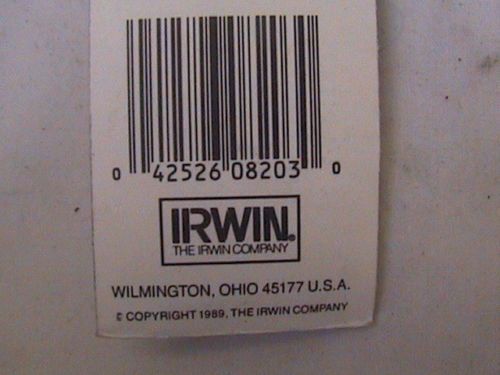 0 42526 08203 0
IRWIN®
THE IRWIN COMPANY
WILMINGTON, OHIO 45177 U.S.A.
© COPYRIGHT 1989, THE IRWIN COMPANY